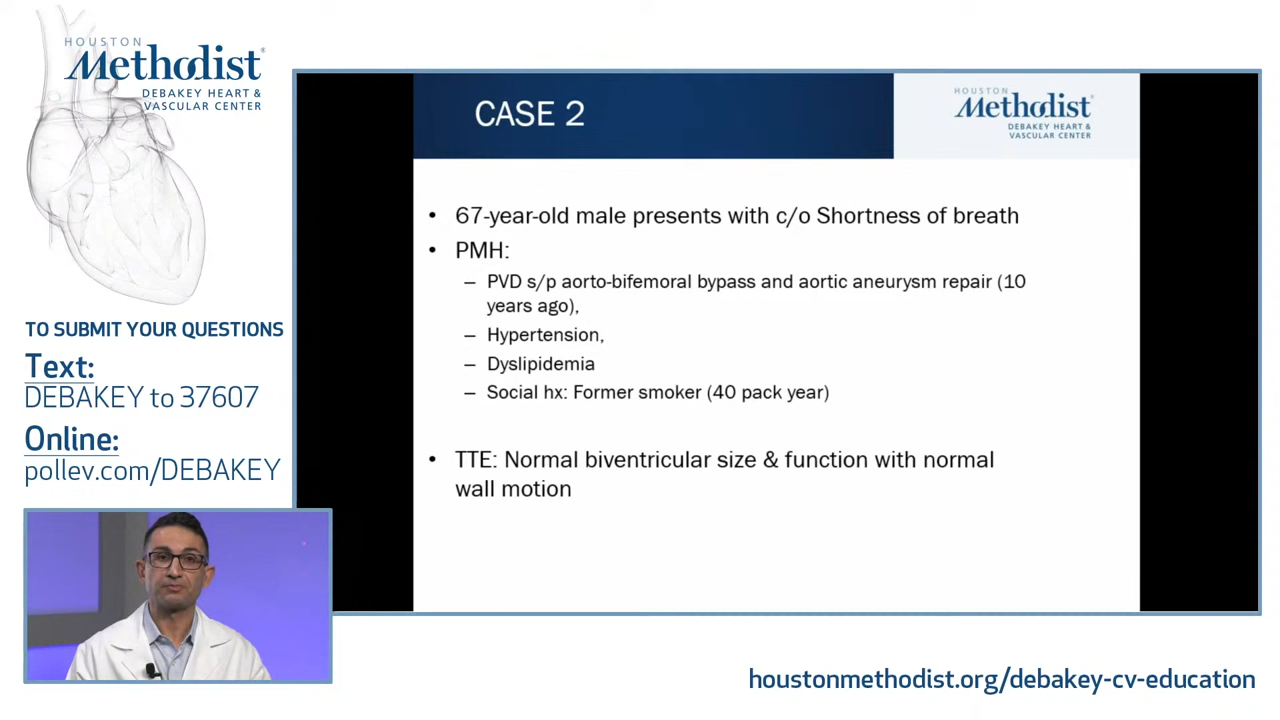 HOUSTON
Methodist®
DEBAKEY HEART &
VASCULAR CENTER
TO SUBMIT YOUR QUESTIONS
Text:
DEBAKEY to 37607
Online:
pollev.com/DEBAKEY
CASE 2
HOUSTON
Methodist®
DEBAKEY HEART &
VASCULAR CENTER
• 67-year-old male presents with c/o Shortness of breath
• PMH:
– PVD s/p aorto-bifemoral bypass and aortic aneurysm repair (10
years ago),
– Hypertension,
– Dyslipidemia
– Social hx: Former smoker (40 pack year)
• TTE: Normal biventricular size & function with normal
wall motion
houstonmethodist.org/debakey-cv-education